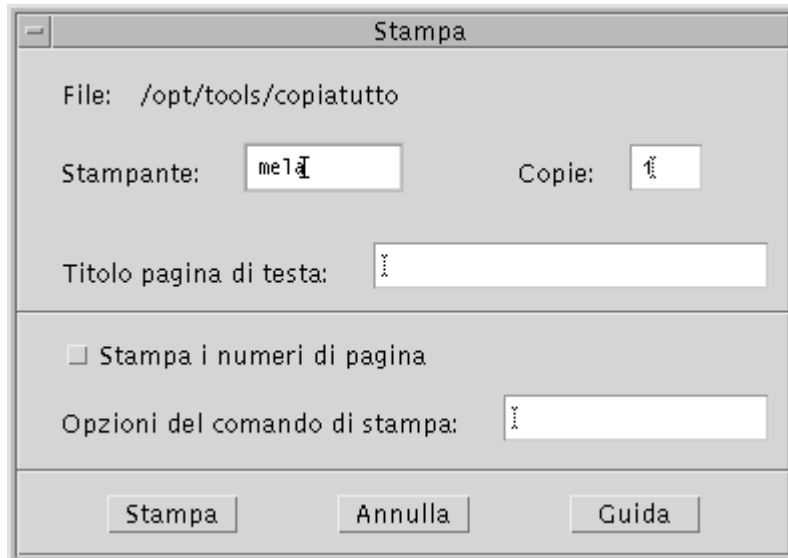 Stampa
File: /opt/tools/copiatutto
Stampante: mela Copie: 1
Titolo pagina di testa:
Stampa i numeri di pagina
Opzioni del comando di stampa:
Stampa Annulla Guida